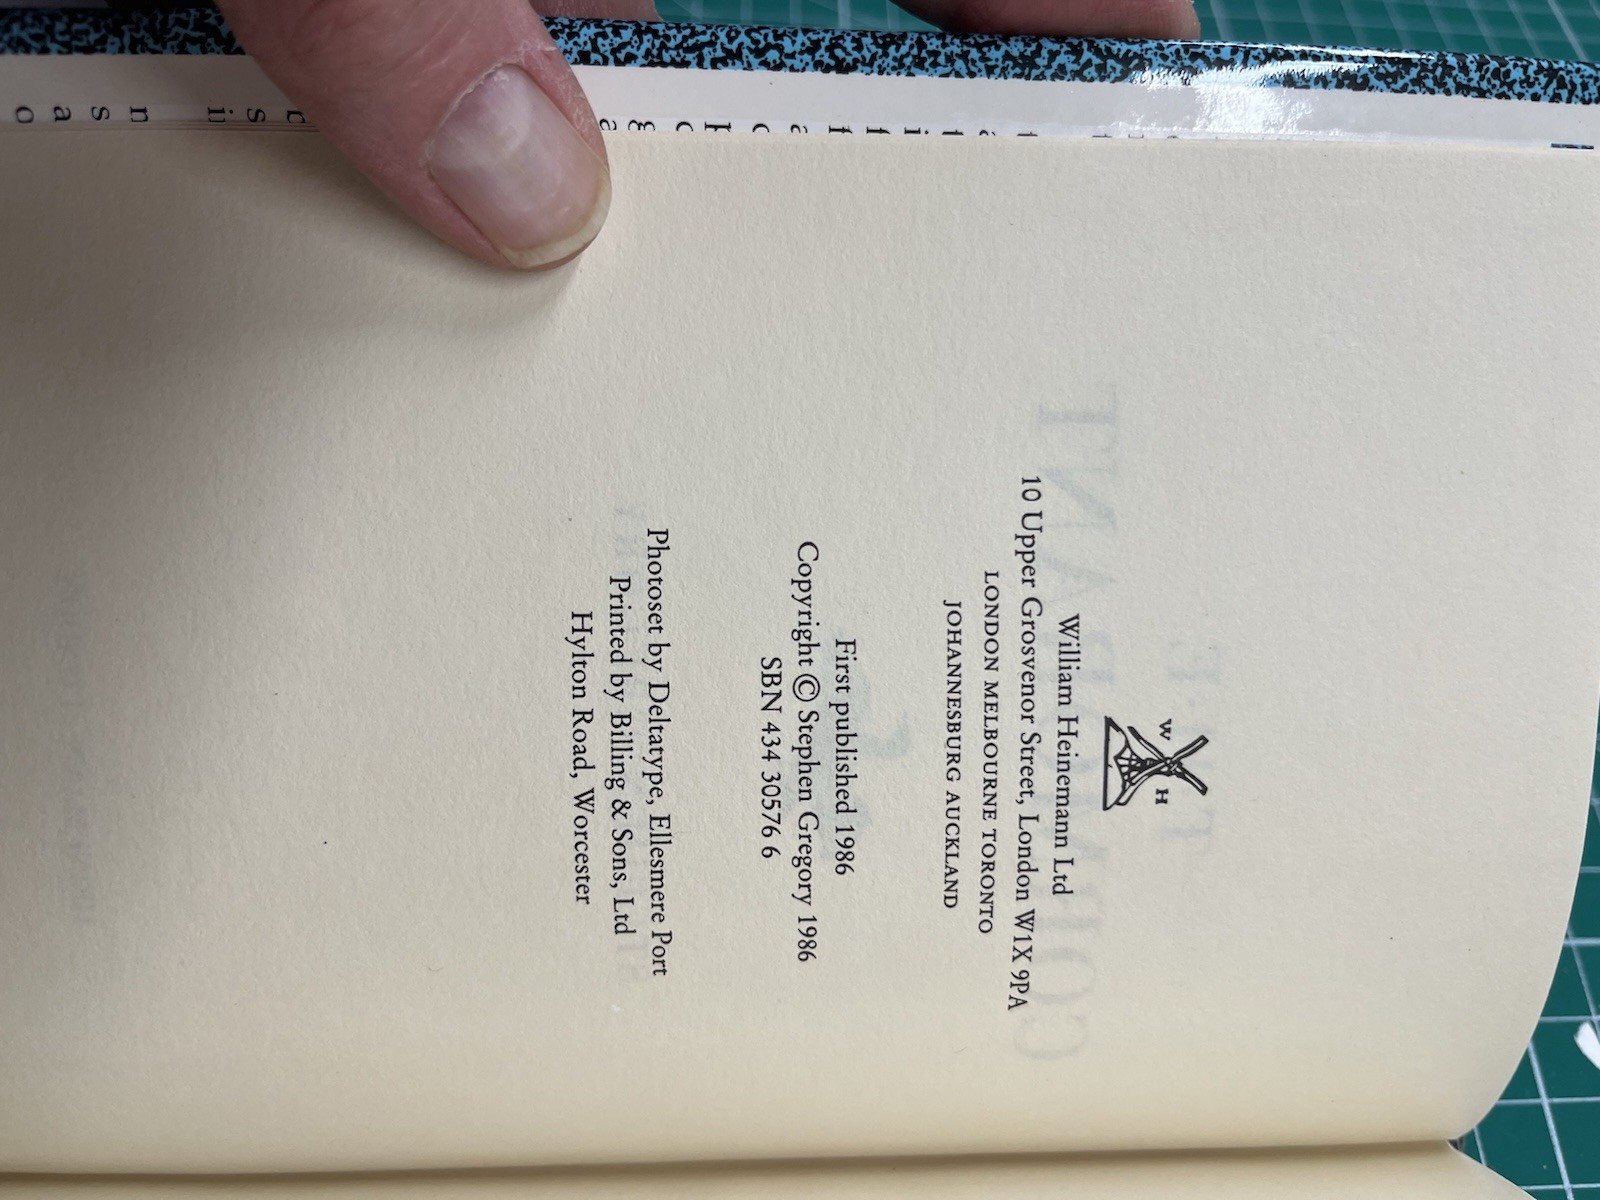 W H
William Heinemann Ltd
10 Upper Grosvenor Street, London W1X 9PA
LONDON MELBOURNE TORONTO
JOHANNESBURG AUCKLAND
First published 1986
Copyright © Stephen Gregory 1986
SBN 434 30576 6
Photoset by Deltatype, Ellesmere Port
Printed by Billing & Sons, Ltd
Hylton Road, Worcester